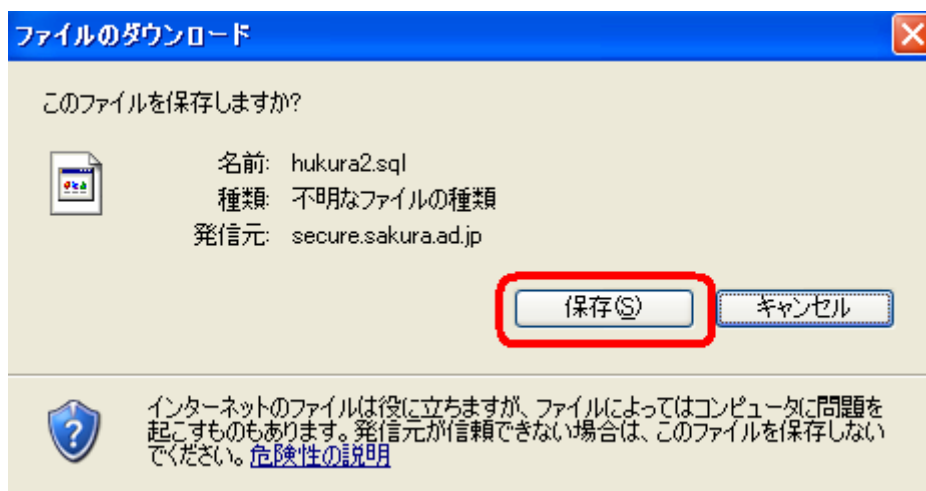 ファイルのダウンロード
このファイルを保存しますか?
名前: hukura2.sql
種類: 不明なファイルの種類
発信元: secure.sakura.ad.jp
保存(S) キャンセル
インターネットのファイルは役に立ちますが、ファイルによってはコンピュータに問題を
起こすものもあります。発信元が信頼できない場合は、このファイルを保存しない
でください。危険性の説明